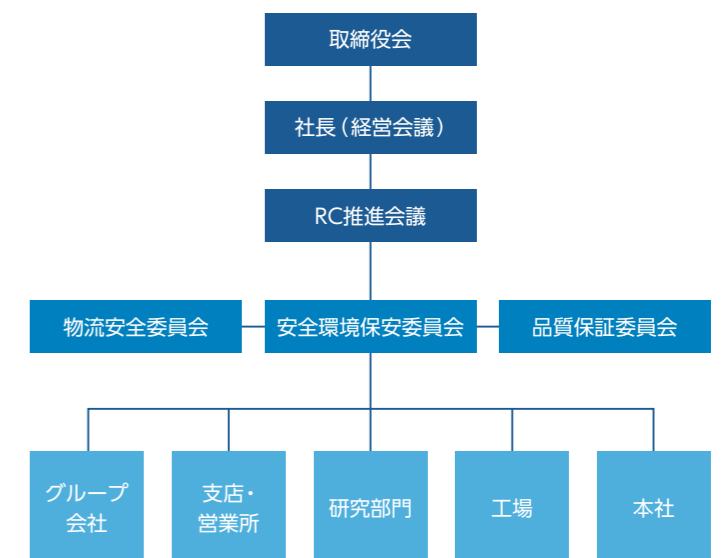 取締役会
社長（経営会議）
RC推進会議
物流安全委員会
安全環境保安委員会
品質保証委員会
グループ
会社
支店・
営業所
研究部門
工場
本社